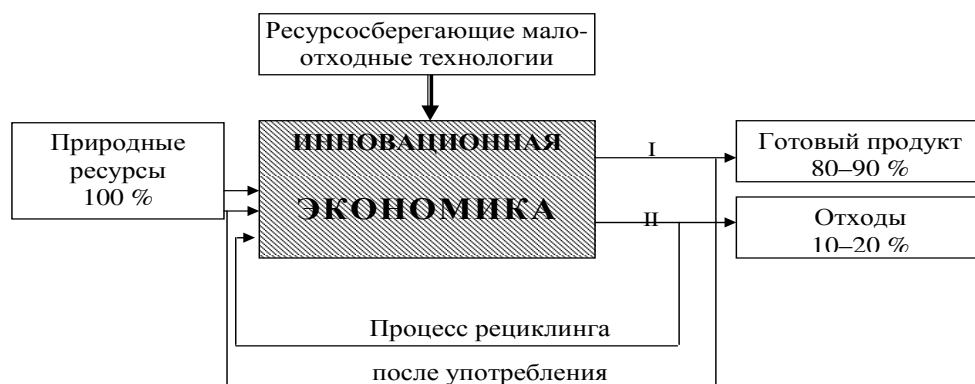 Ресурсосберегающие мало-
отходные технологии
Природные
ресурсы
100 %
ИННОВАЦИОННАЯ
ЭКОНОМИКА
I
II
Готовый продукт
80–90 %
Отходы
10–20 %
Процесс рециклинга
после употребления